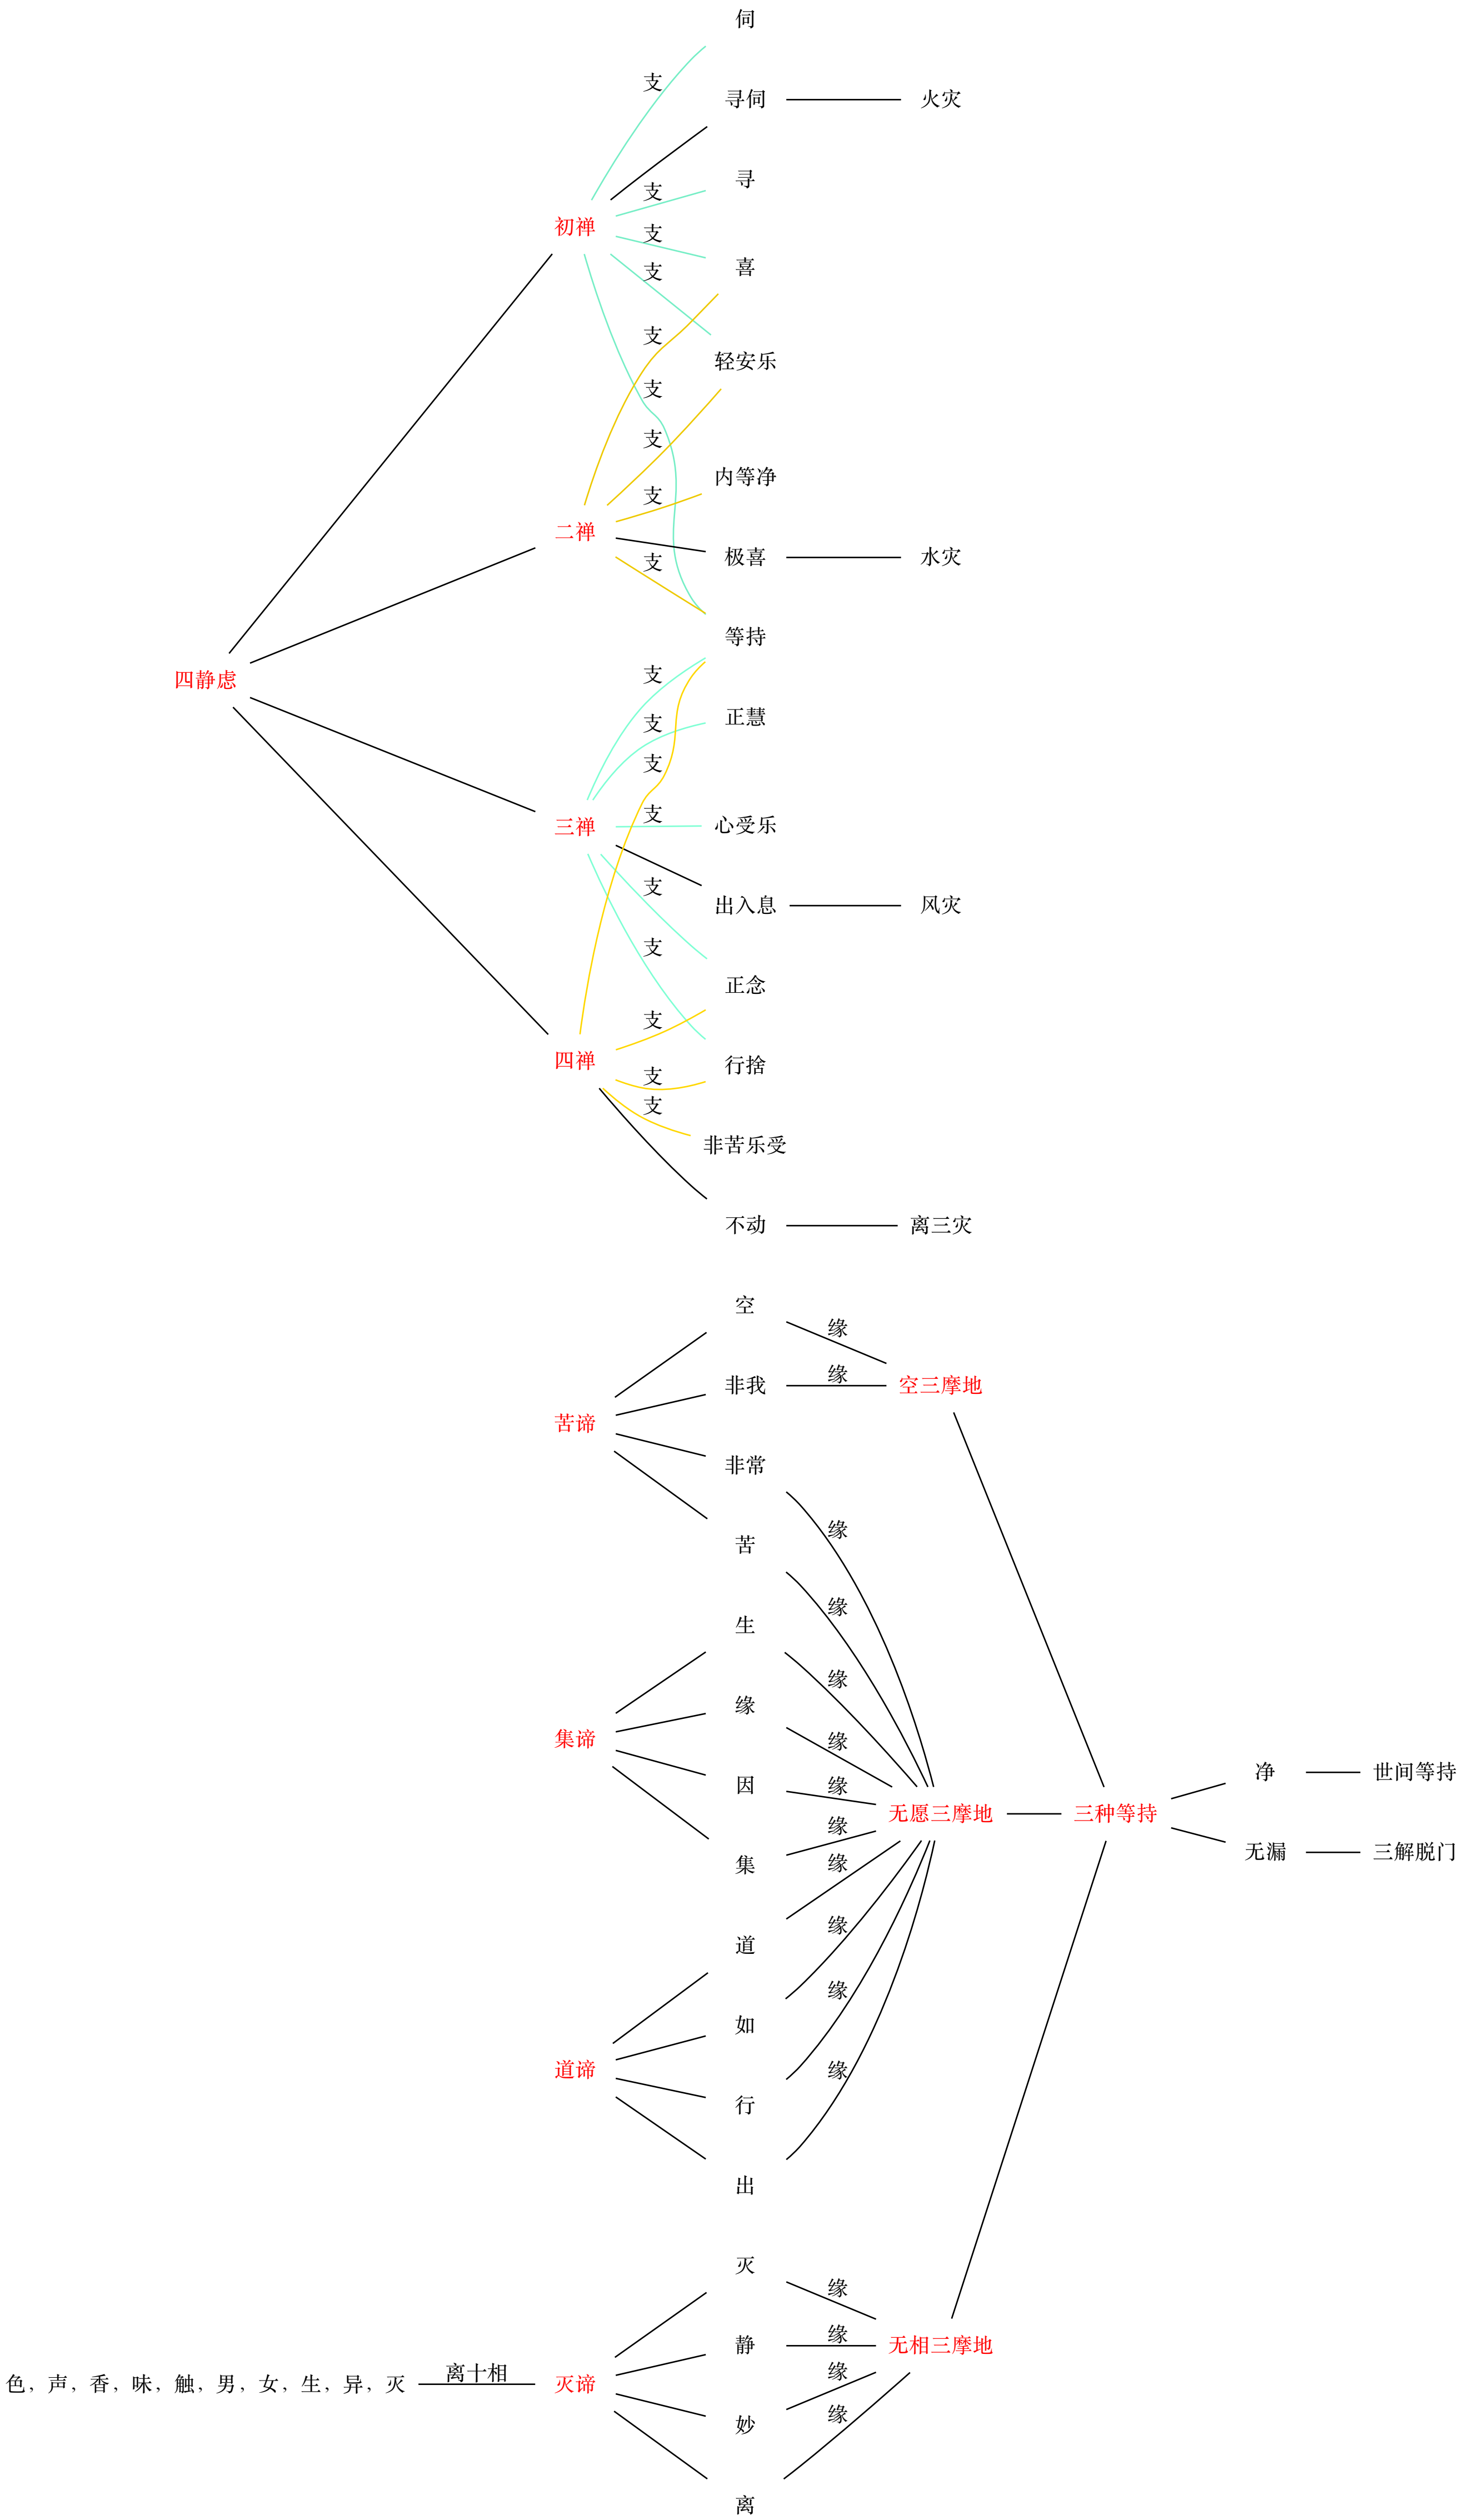 伺
支
寻伺
火灾
寻
支
初禅
支
喜
支
支
轻安乐
支
支
内等净
支
二禅
极喜
水灾
支
等持
支
四静虑
正慧
支
支
支
三禅
心受乐
支
出入息
风灾
支
正念
支
四禅
行捨
支
支
非苦乐受
不动
离三灾
空
缘
缘
非我
空三摩地
苦谛
非常
缘
苦
缘
生
缘
缘
集谛
缘
净
世间等持
因
缘
无愿三摩地
三种等持
缘
集
缘
无漏
三解脱门
缘
道
缘
如
缘
道谛
缘
行
出
灭
缘
缘
静
无相三摩地
缘
离十相
色, 声, 香, 味, 触, 男, 女, 生, 异, 灭
灭谛
缘
妙
离